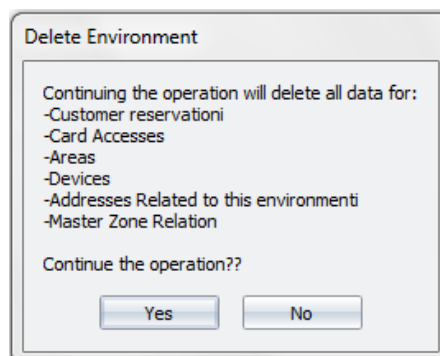 Delete Environment
Continuing the operation will delete all data for:
-Customer reservationi
-Card Accesses
-Areas
-Devices
-Addresses Related to this environmenti
-Master Zone Relation
Continue the operation??
Yes No